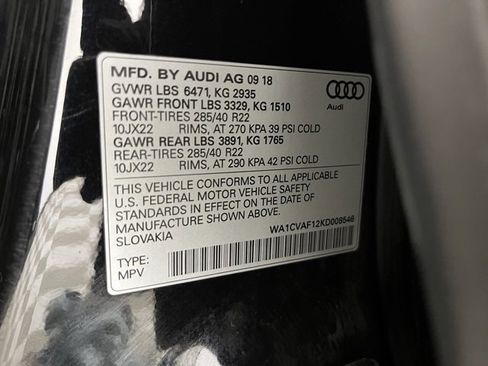 MFD. BY AUDI AG 09 18
GVWR LBS 6471, KG 2935
GAWR FRONT LBS 3329, KG 1510
FRONT-TIRES 285/40 R22
10JX22 RIMS, AT 270 KPA 39 PSI COLD
GAWR REAR LBS 3891, KG 1765
REAR-TIRES 285/40 R22
10JX22 RIMS, AT 290 KPA 42 PSI COLD
THIS VEHICLE CONFORMS TO ALL APPLICABLE
U.S. FEDERAL MOTOR VEHICLE SAFETY
STANDARDS IN EFFECT ON THE DATE OF
MANUFACTURE SHOWN ABOVE.
SLOVAKIA
WA1CVAF12KD008546
TYPE:
MPV
Audi